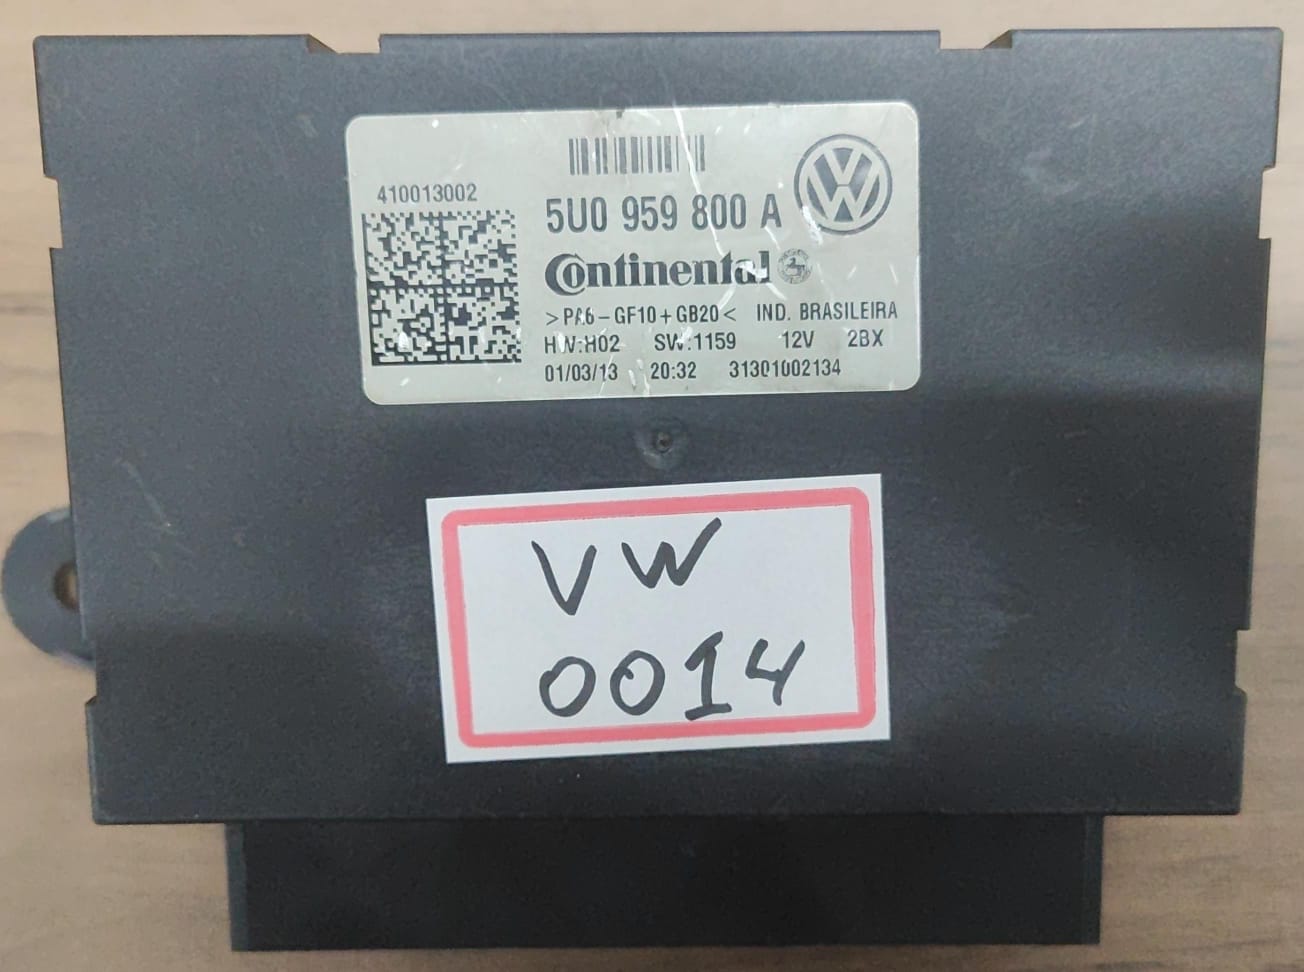 410013002
5U0 959 800 A
Continental
>PA6-GF10+GB20< IND. BRASILEIRA
HW:H02 SW:1159 12V 2BX
01/03/13 20:32 31301002134
VW
0014